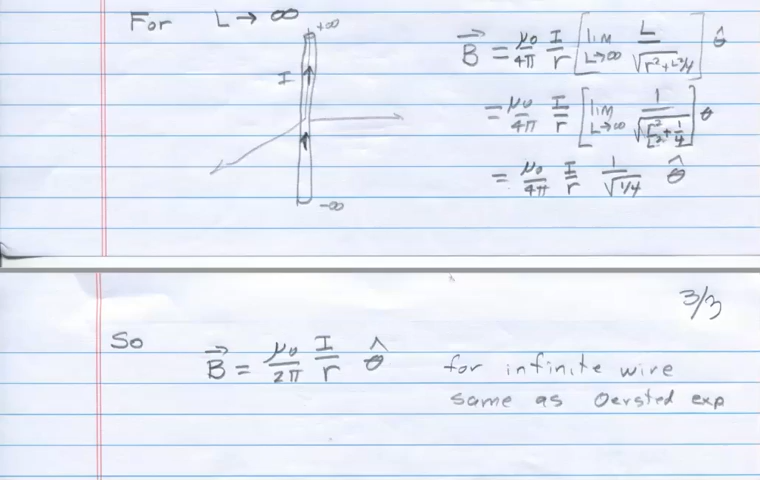 For L → ∞
+∞
I
-∞
B⃗ = μ₀/4π I/r [lim L→∞ L/√(r²+L²/4)] θ̂
= μ₀/4π I/r [lim L→∞ 1/√(r²/L²+1/4)] θ
= μ₀/4π I/r 1/√(1/4) θ̂
3/3
So B⃗ = μ₀/2π I/r θ̂ for infinite wire
same as Oersted exp